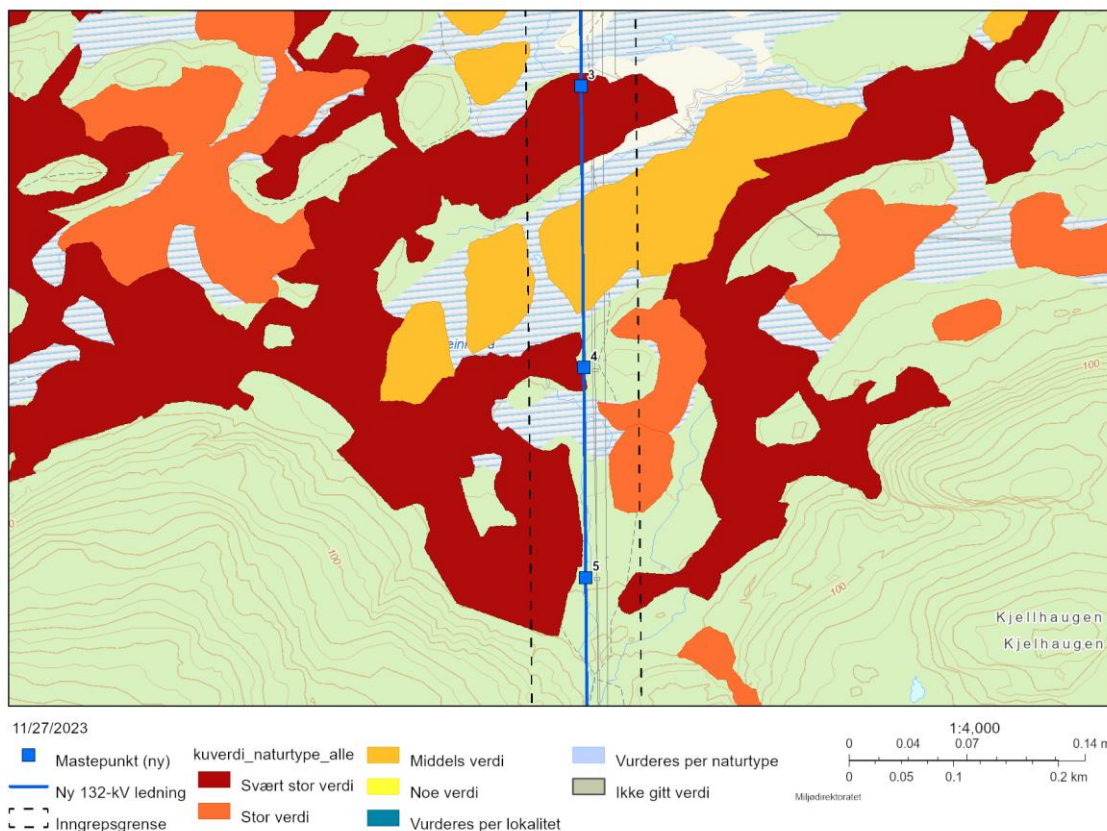 3
4
5
100
100
100
Kjellhaugen
Kjelhaugen
11/27/2023
Mastepunkt (ny)
Ny 132-kV ledning
Inngrepsgrense
kuverdi_naturtype_alle
Svært stor verdi
Stor verdi
Middels verdi
Noe verdi
Vurderes per lokalitet
Vurderes per naturtype
Ikke gitt verdi
1:4,000
0 0.04 0.07 0.14
0 0.05 0.1 0.2 km
Miljødirektoratet